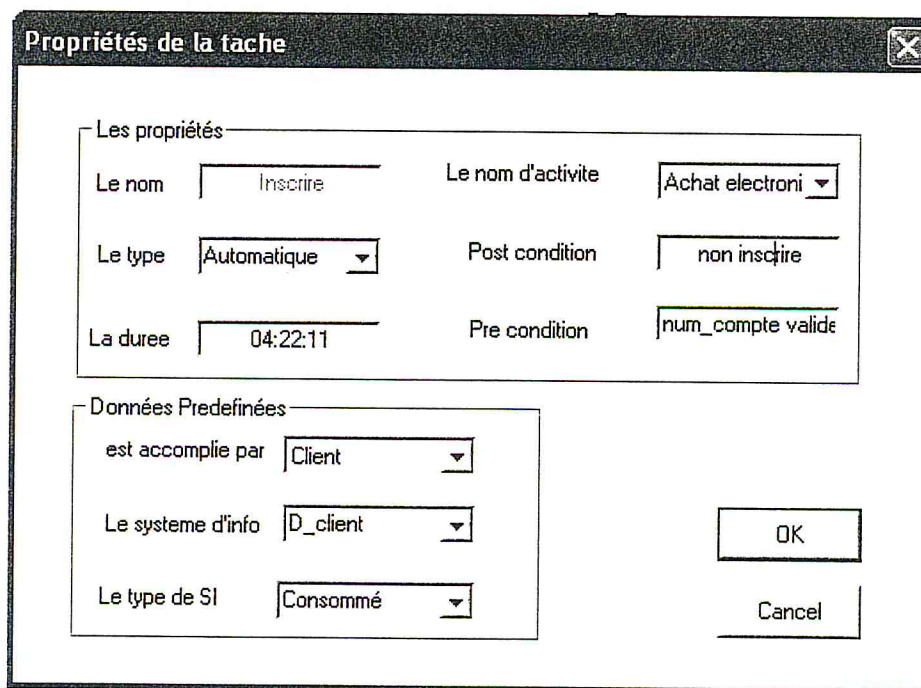 Propriétés de la tache
Les propriétés
Le nom Inscrire Le nom d'activite Achat electroni
Le type Automatique Post condition non inscrire
La duree 04:22:11 Pre condition num_compte valide
Données Predefinées
est accomplie par Client
Le systeme d'info D_client
OK
Le type de SI Consommé
Cancel